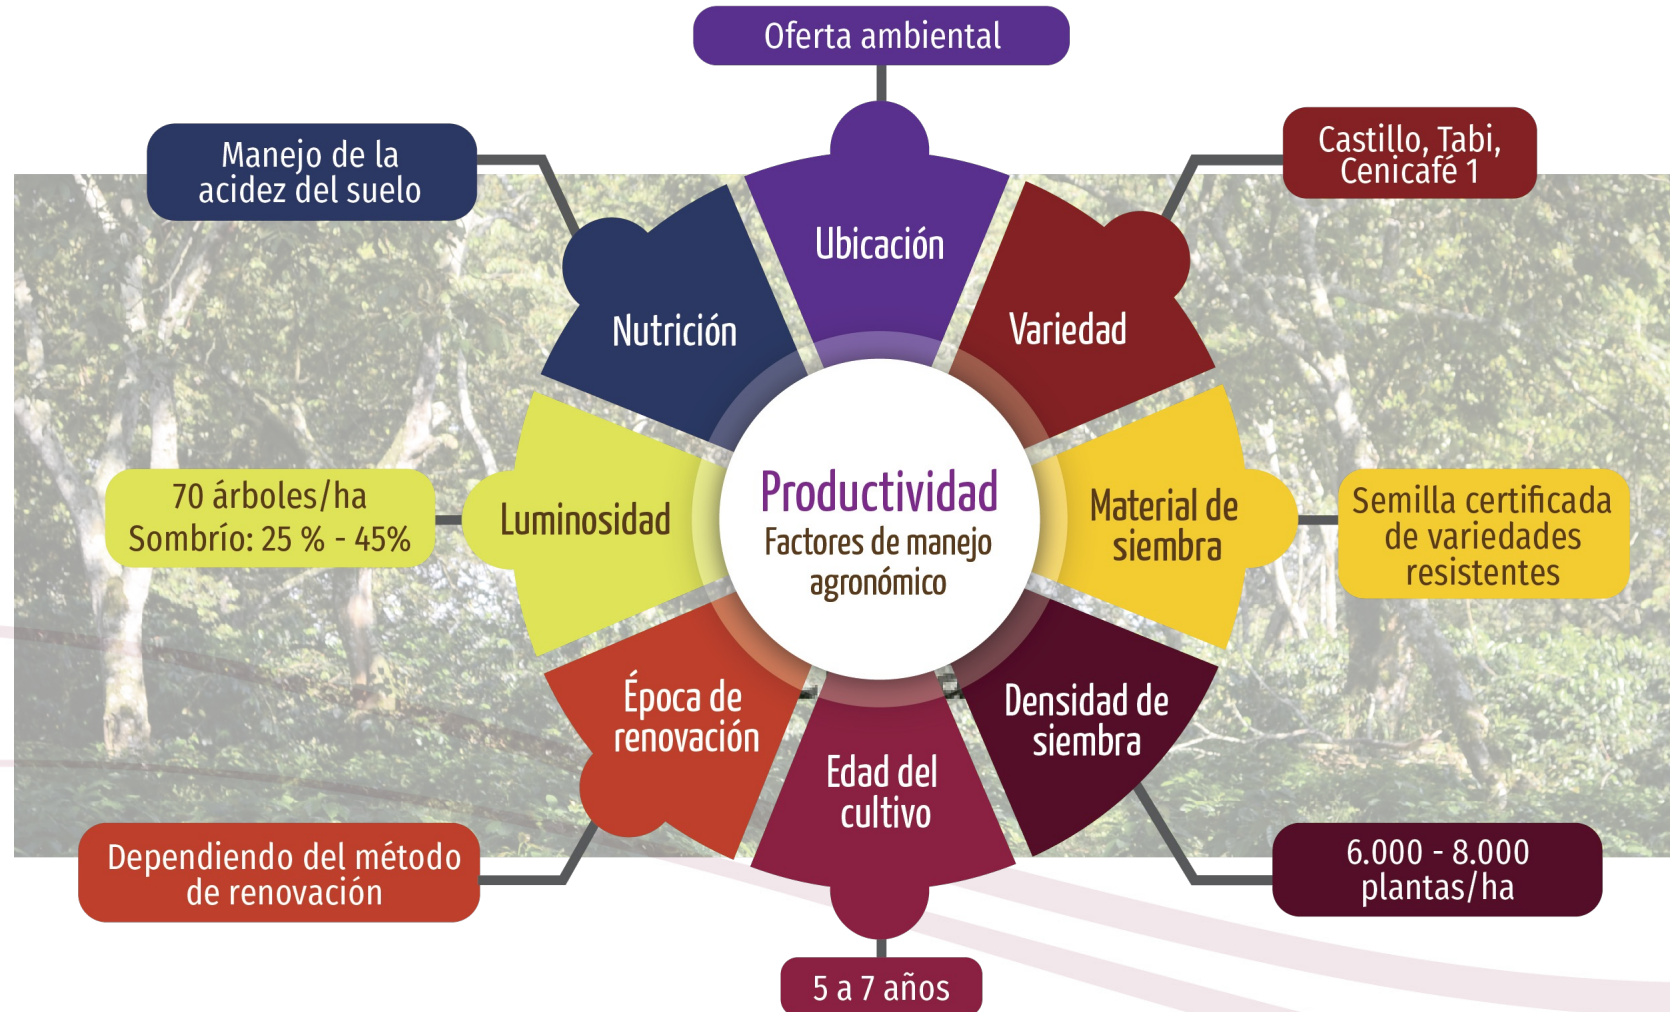 Oferta ambiental
Manejo de la
acidez del suelo
Castillo, Tabi,
Cenicafé 1
Ubicación
Nutrición
Variedad
70 árboles/ha
Sombrío: 25 % - 45%
Luminosidad
Productividad
Factores de manejo
agronómico
Material de
siembra
Semilla certificada
de variedades
resistentes
Época de
renovación
Edad del
cultivo
Densidad de
siembra
Dependiendo del método
de renovación
6.000 - 8.000
plantas/ha
5 a 7 años